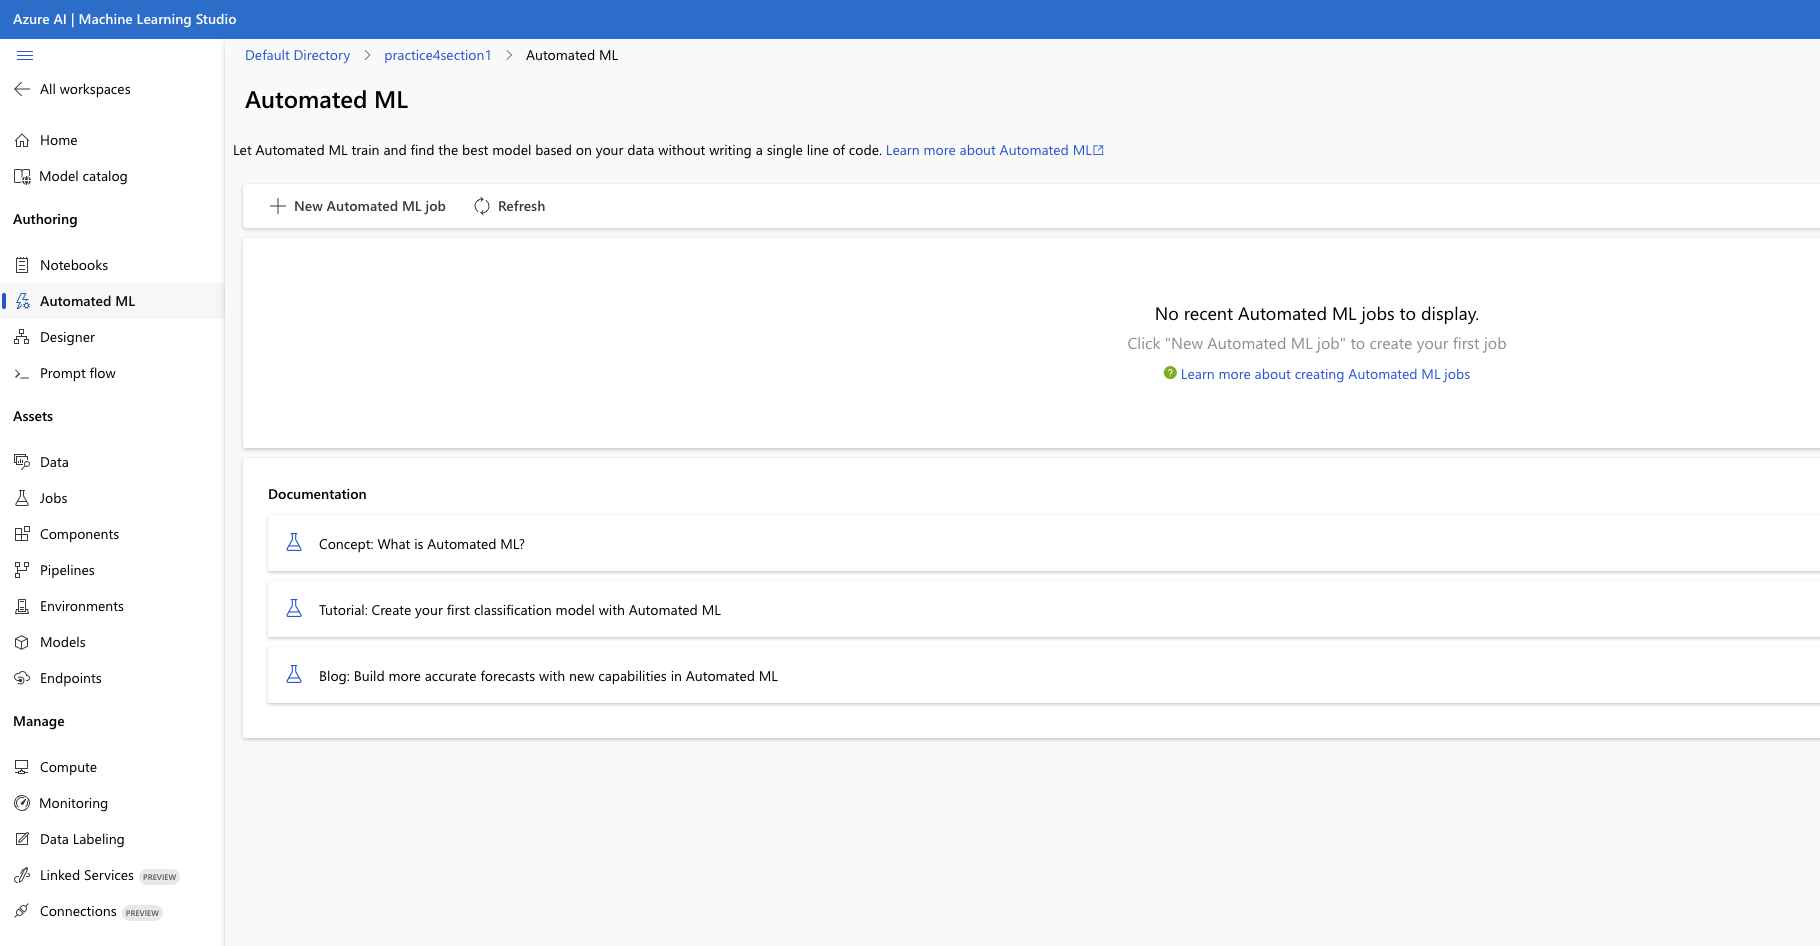 Azure AI | Machine Learning Studio
All workspaces
Home
Model catalog
Authoring
Notebooks
Automated ML
Designer
Prompt flow
Assets
Data
Jobs
Components
Pipelines
Environments
Models
Endpoints
Manage
Compute
Monitoring
Data Labeling
Linked Services PREVIEW
Connections PREVIEW
Default Directory > practice4section1 > Automated ML
Automated ML
Let Automated ML train and find the best model based on your data without writing a single line of code. Learn more about Automated ML
New Automated ML job Refresh
No recent Automated ML jobs to display.
Click "New Automated ML job" to create your first job
? Learn more about creating Automated ML jobs
Documentation
Concept: What is Automated ML?
Tutorial: Create your first classification model with Automated ML
Blog: Build more accurate forecasts with new capabilities in Automated ML